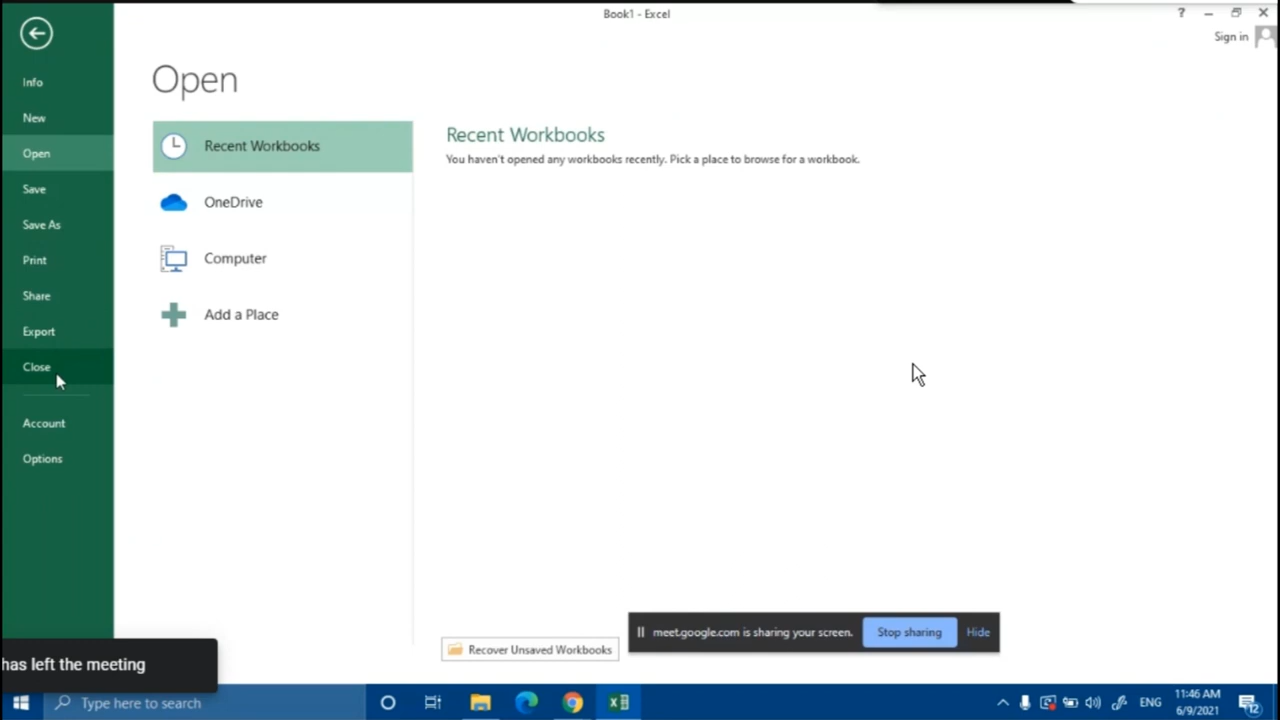 Book1 - Excel
?
Sign in
Info
New
Open
Save
Save As
Print
Share
Export
Close
Account
Options
Open
Recent Workbooks
OneDrive
Computer
Add a Place
Recent Workbooks
You haven't opened any workbooks recently. Pick a place to browse for a workbook.
Recover Unsaved Workbooks
meet.google.com is sharing your screen.
Stop sharing
Hide
has left the meeting
Type here to search
ENG
11:46 AM
6/9/2021
12